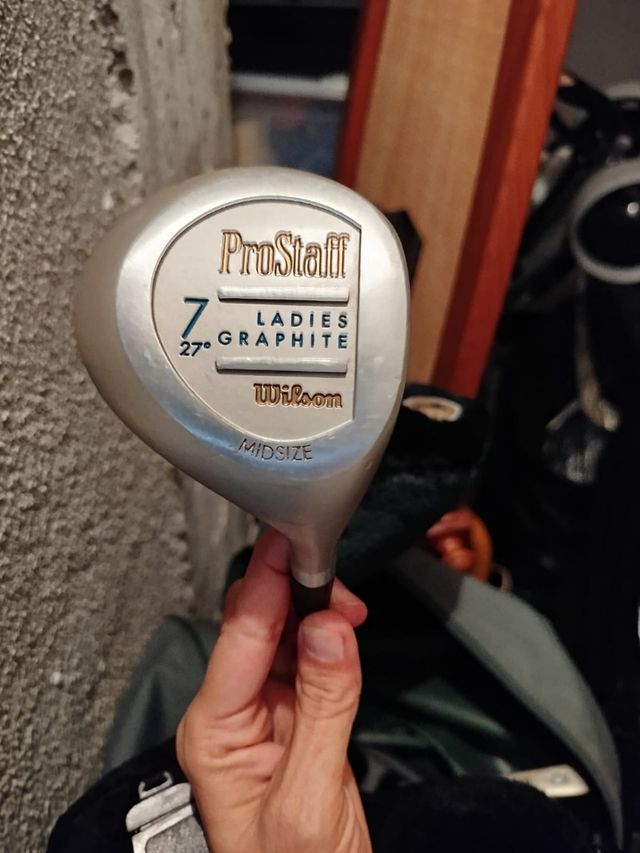 ProStaff
7 LADIES
27° GRAPHITE
Wilson
MIDSIZE